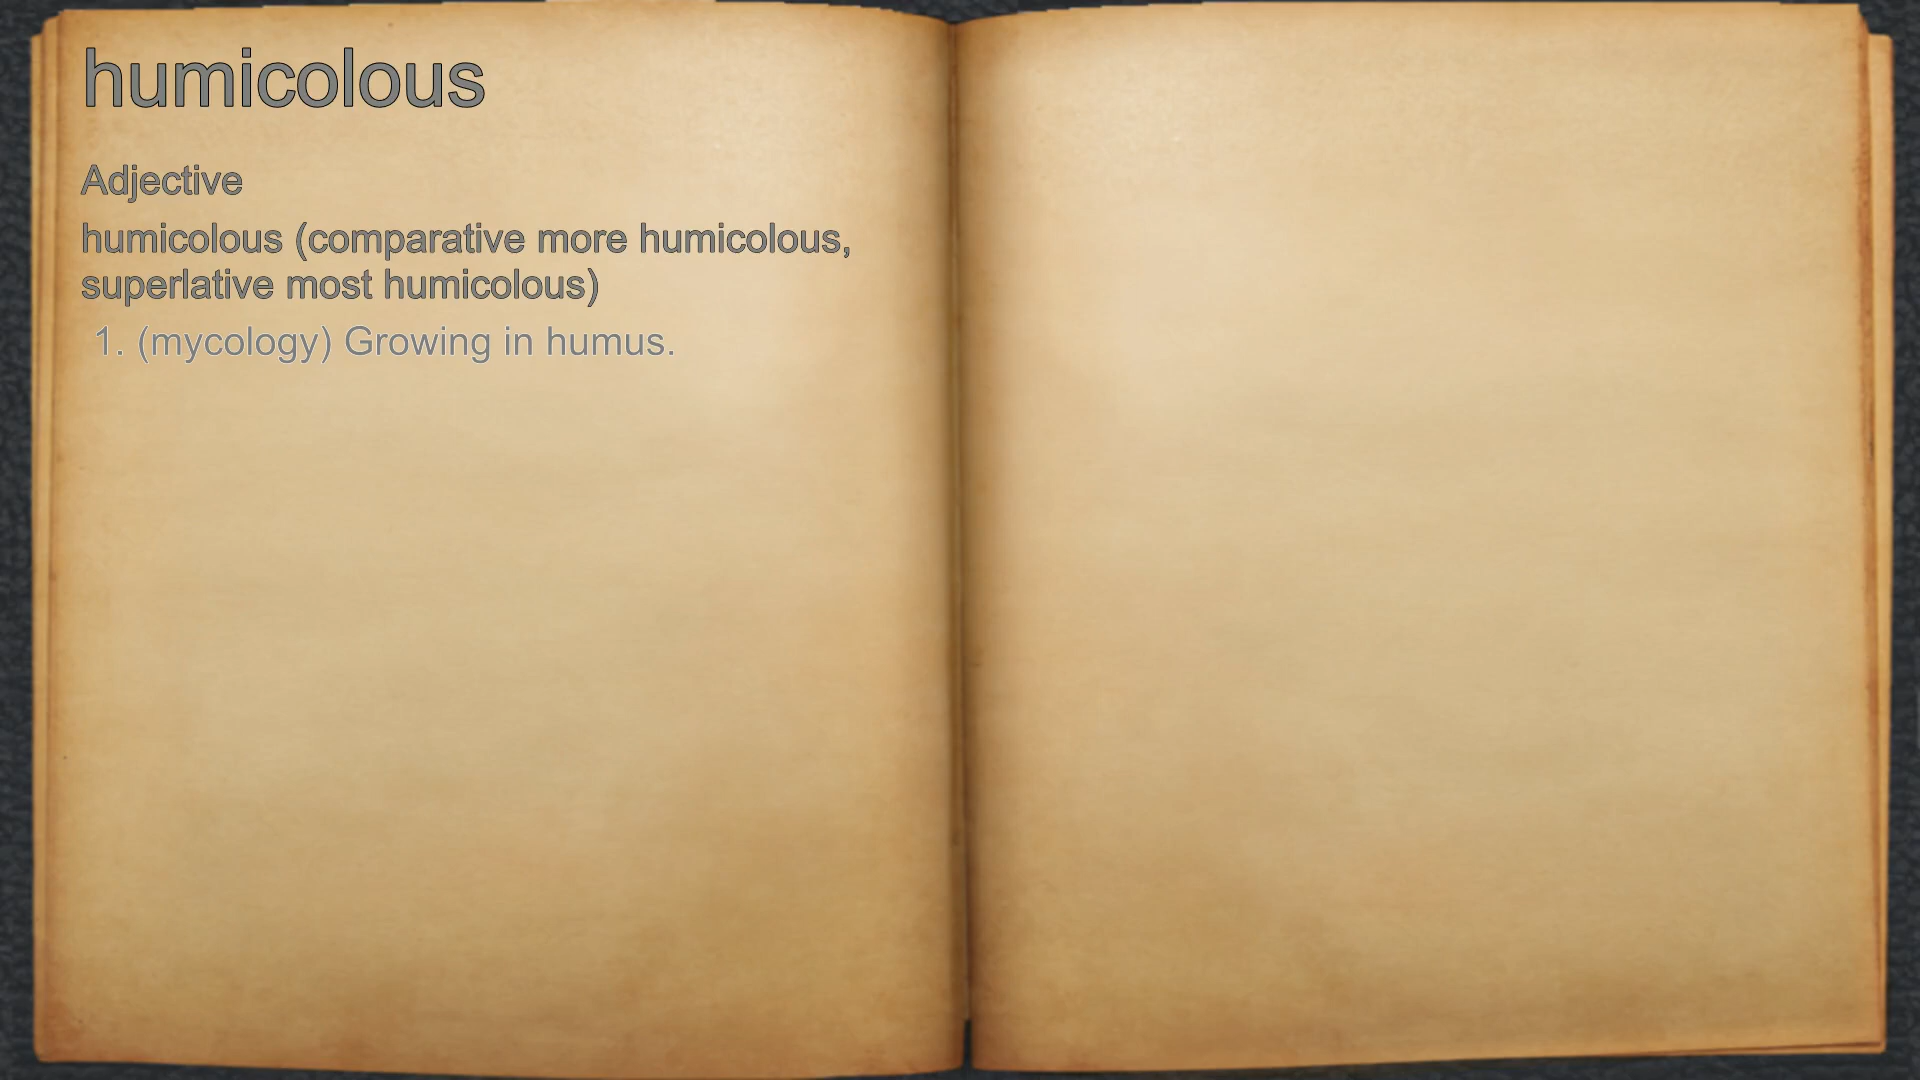 humicolous
Adjective
humicolous (comparative more humicolous,
superlative most humicolous)
1. (mycology) Growing in humus.